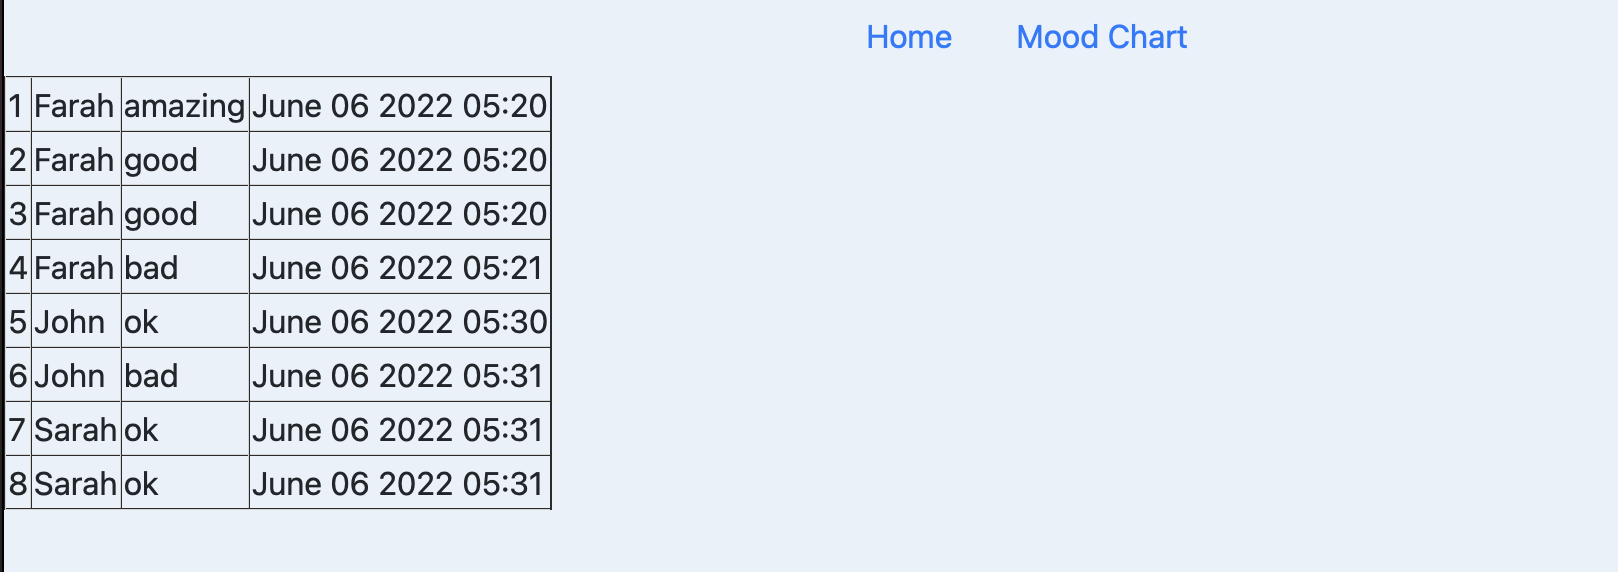 Home Mood Chart
1 Farah amazing June 06 2022 05:20
2 Farah good June 06 2022 05:20
3 Farah good June 06 2022 05:20
4 Farah bad June 06 2022 05:21
5 John ok June 06 2022 05:30
6 John bad June 06 2022 05:31
7 Sarah ok June 06 2022 05:31
8 Sarah ok June 06 2022 05:31